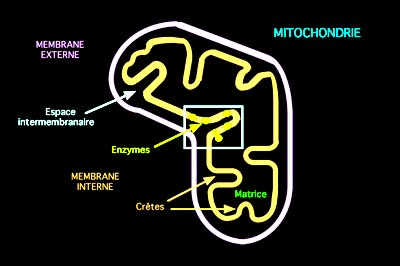 MITOCHONDRIE
MEMBRANE
EXTERNE
Espace
intermembranaire
Enzymes
MEMBRANE
INTERNE
Matrice
Crêtes